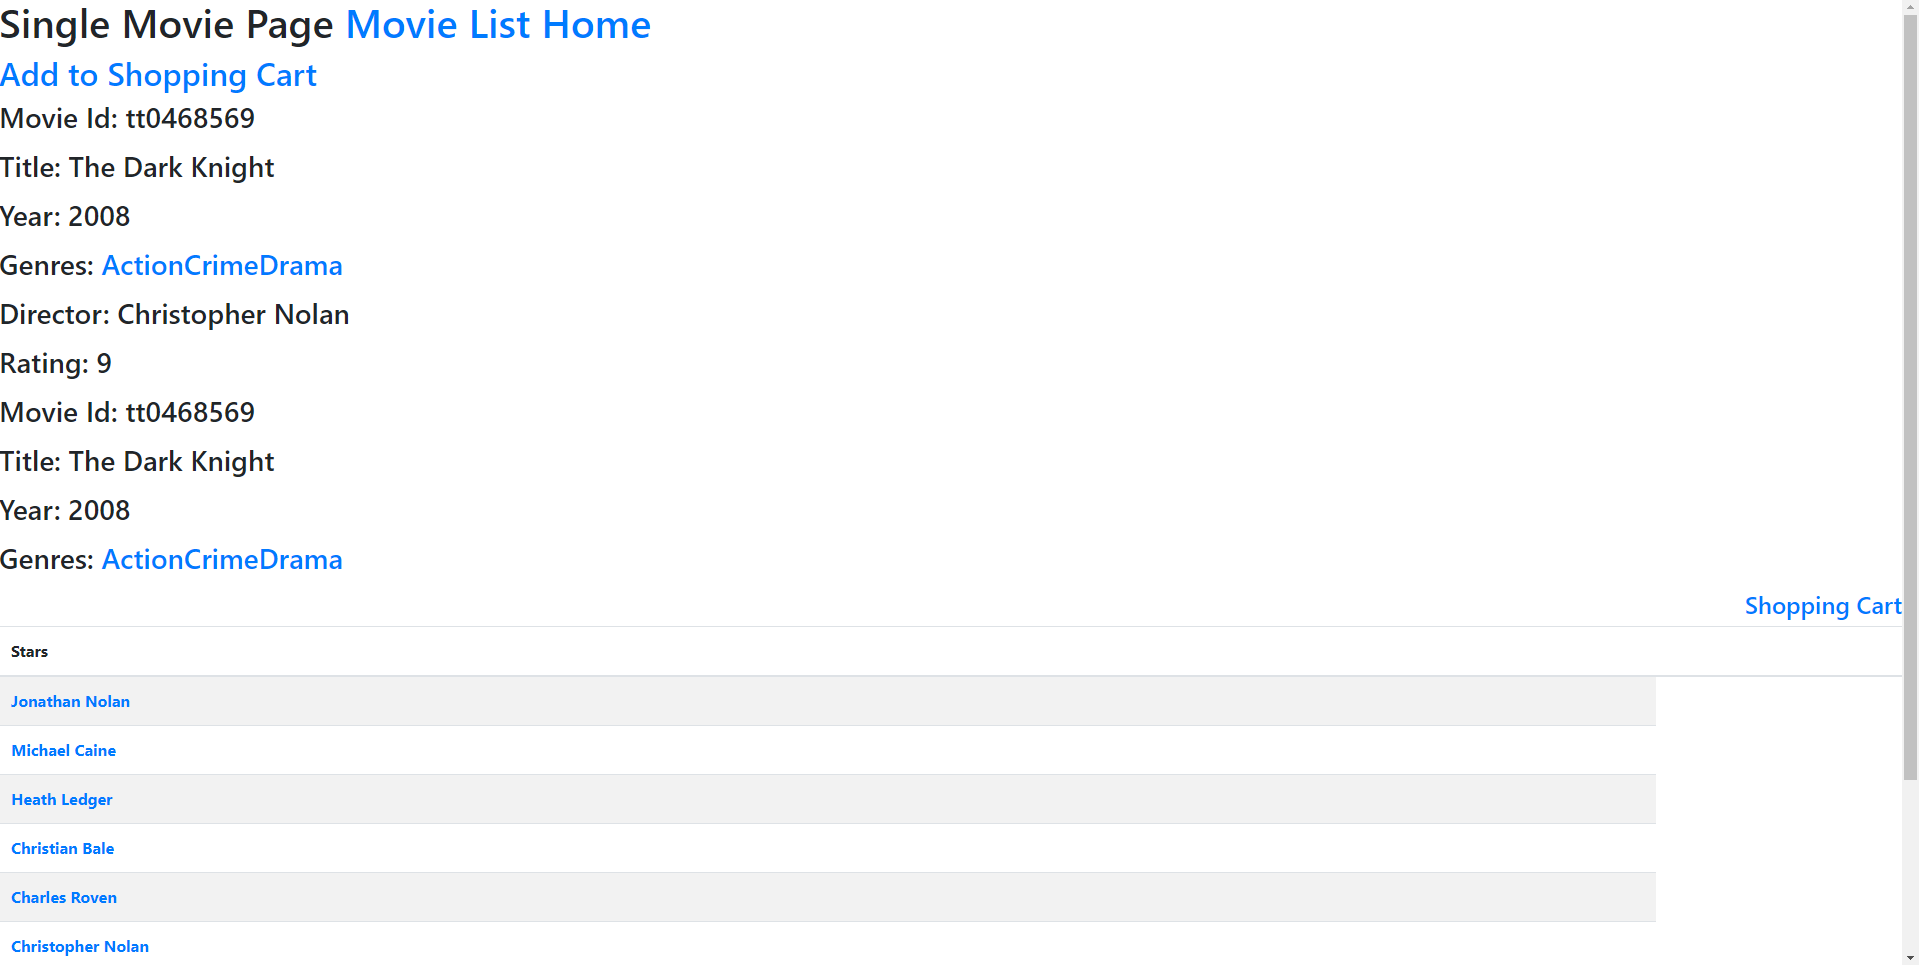 Single Movie Page Movie List Home
Add to Shopping Cart
Movie Id: tt0468569
Title: The Dark Knight
Year: 2008
Genres: ActionCrimeDrama
Director: Christopher Nolan
Rating: 9
Movie Id: tt0468569
Title: The Dark Knight
Year: 2008
Genres: ActionCrimeDrama
Shopping Cart
Stars
Jonathan Nolan
Michael Caine
Heath Ledger
Christian Bale
Charles Roven
Christopher Nolan